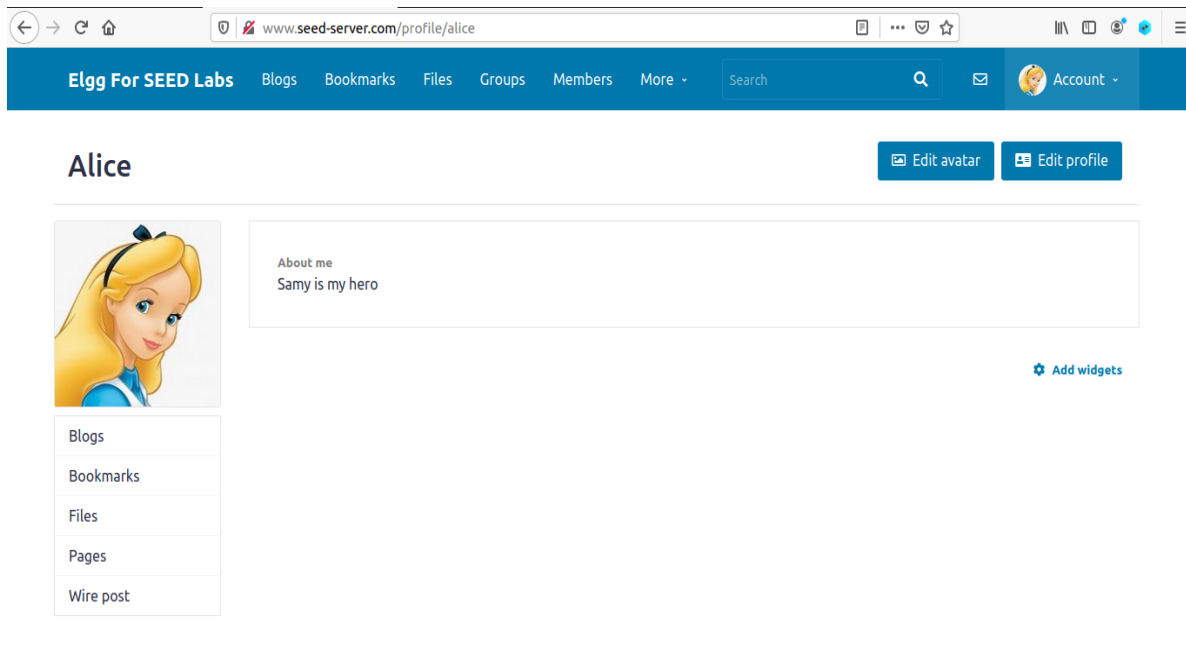 www.seed-server.com/profile/alice
Elgg For SEED Labs Blogs Bookmarks Files Groups Members More Search Account
Alice
Edit avatar Edit profile
About me
Samy is my hero
Add widgets
Blogs
Bookmarks
Files
Pages
Wire post